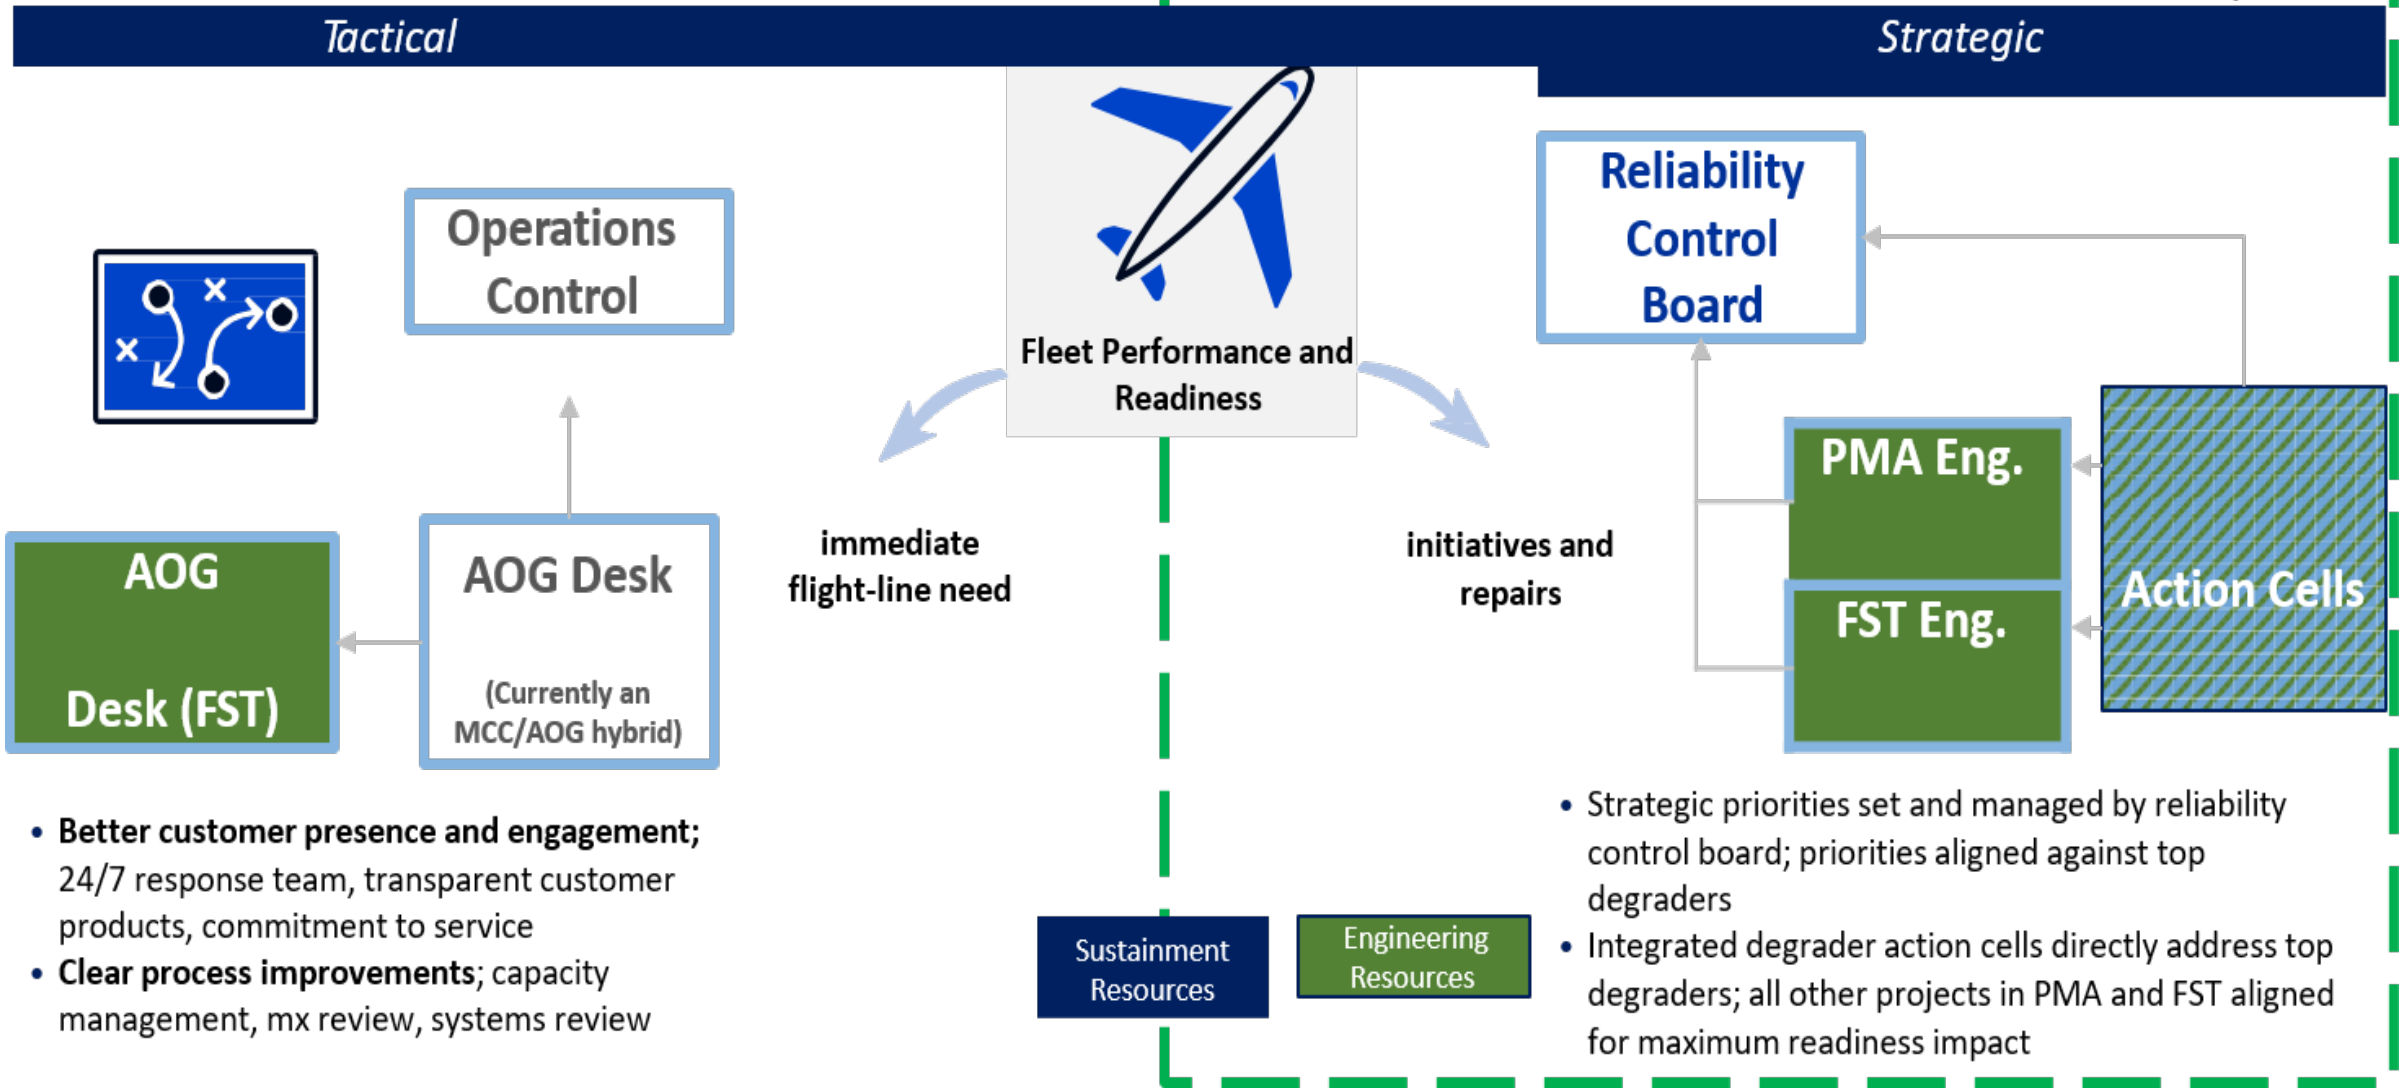 Tactical
Strategic
Operations
Control
Fleet Performance and
Readiness
Reliability
Control
Board
AOG
Desk (FST)
AOG Desk
(Currently an
MCC/AOG hybrid)
immediate
flight-line need
initiatives and
repairs
PMA Eng.
FST Eng.
Action Cells
• Better customer presence and engagement;
24/7 response team, transparent customer
products, commitment to service
• Clear process improvements; capacity
management, mx review, systems review
Sustainment
Resources
Engineering
Resources
• Strategic priorities set and managed by reliability
control board; priorities aligned against top
degraders
• Integrated degrader action cells directly address top
degraders; all other projects in PMA and FST aligned
for maximum readiness impact